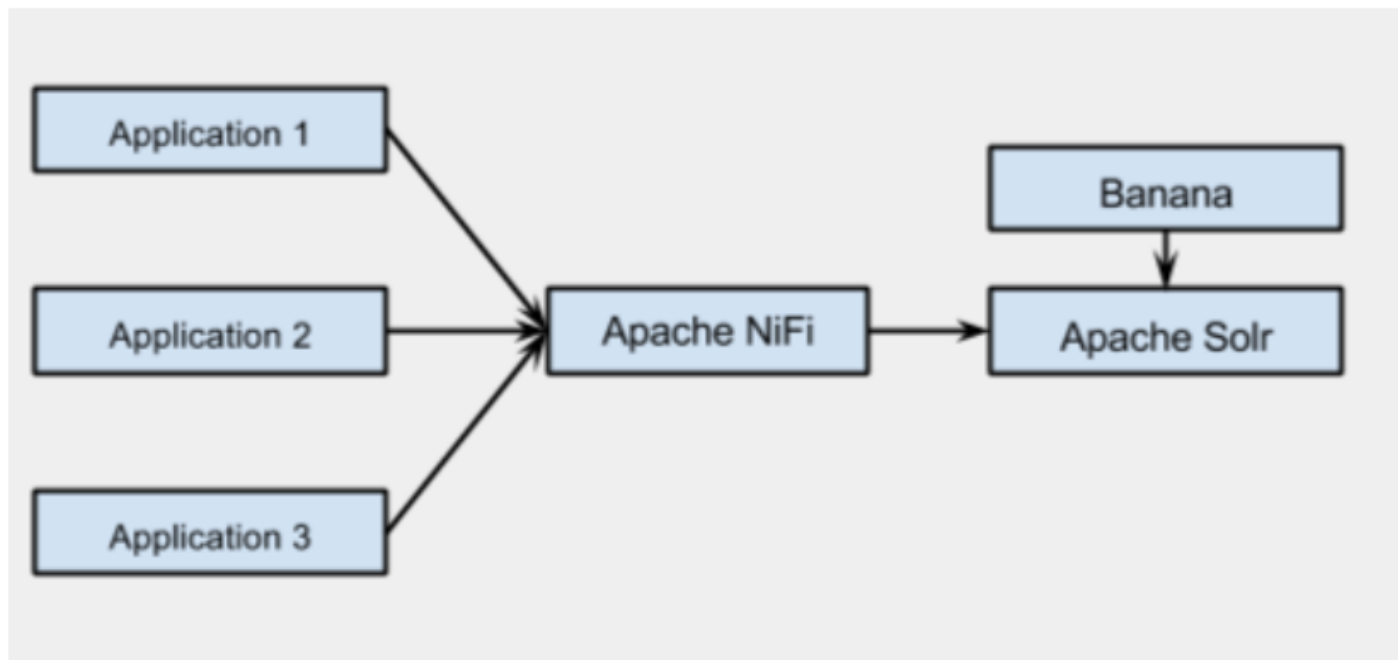 Application 1
Banana
Application 2
Apache NiFi
Apache Solr
Application 3